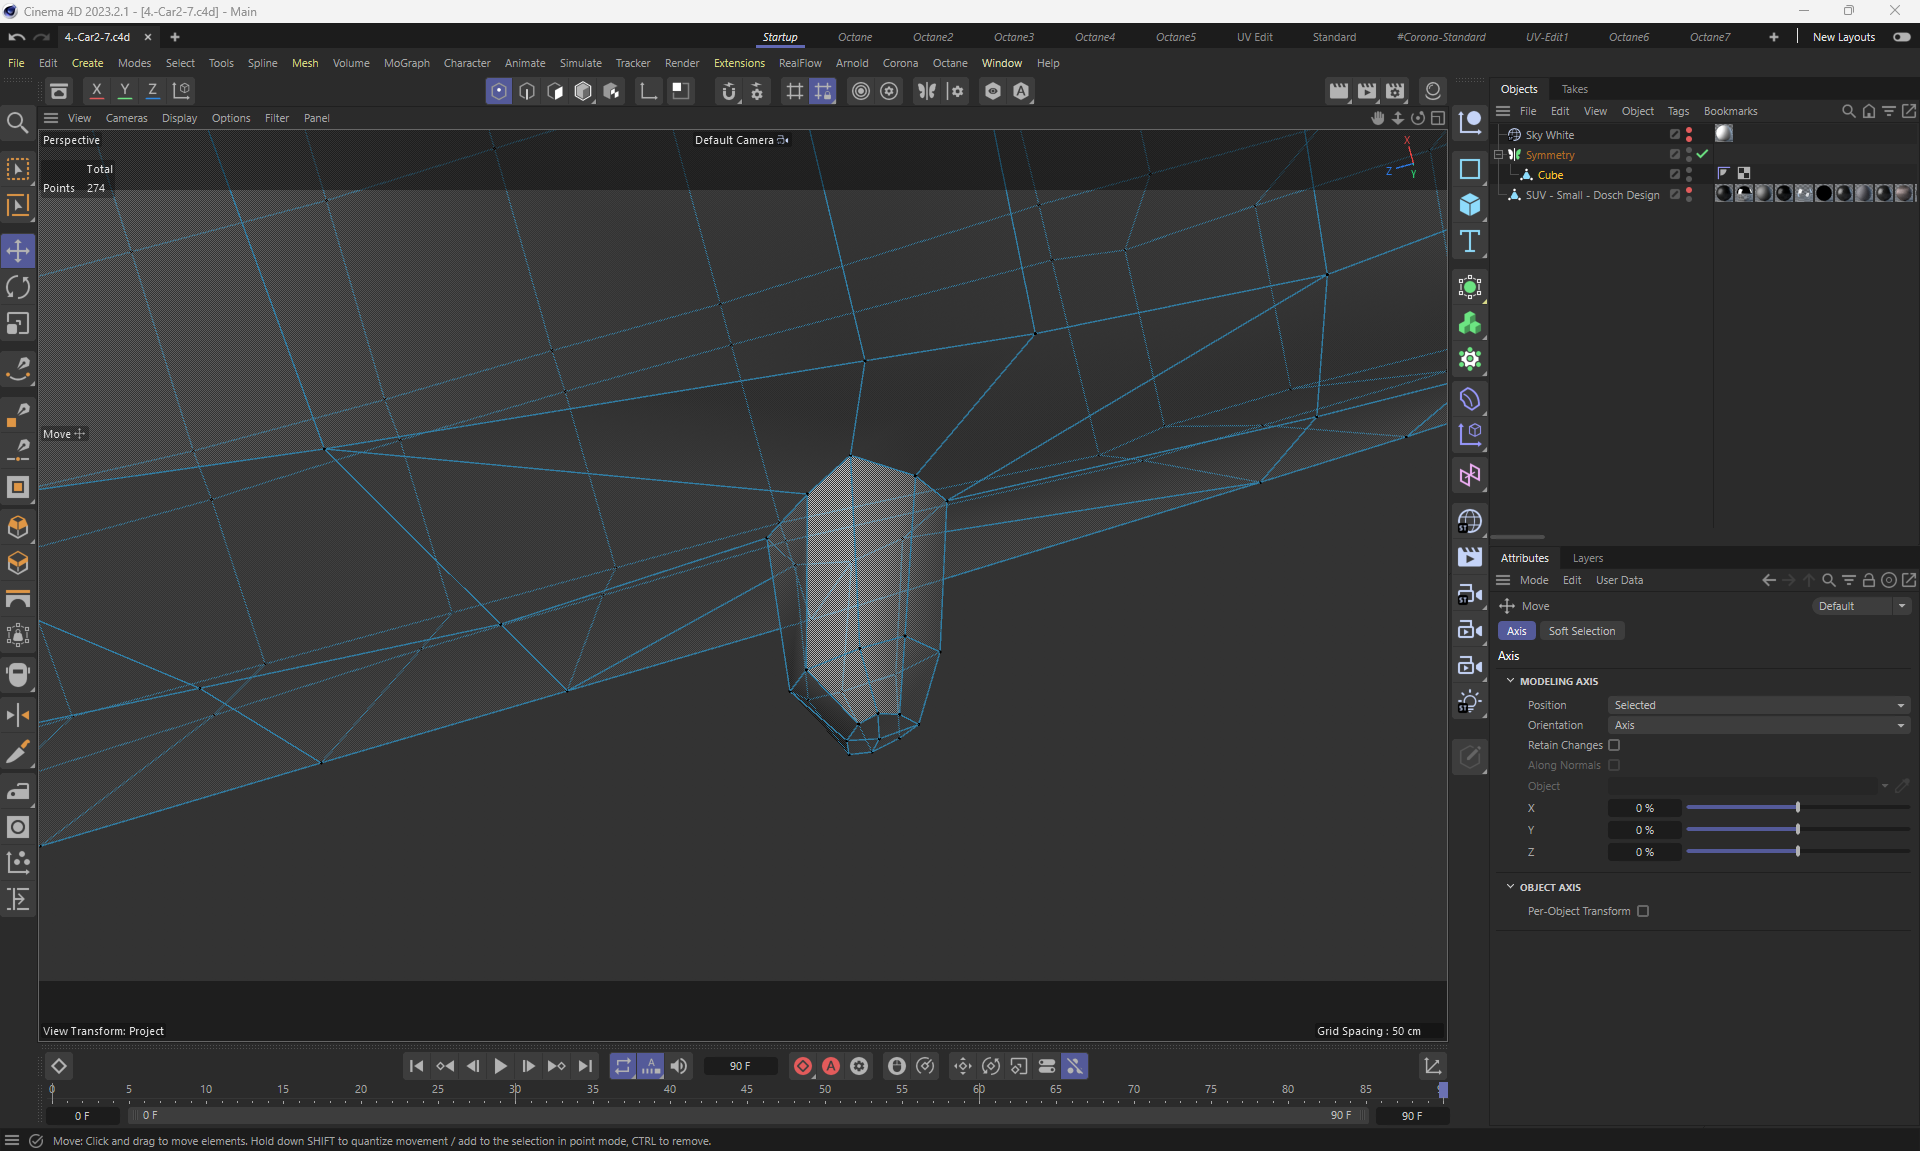 Cinema 4D 2023.2.1 - [4.-Car2-7.c4d] - Main
4.-Car2-7.c4d
Startup Octane Octane2 Octane3 Octane4 Octane5 UV Edit Standard #Corona-Standard UV-Edit1 Octane6 Octane7 New Layouts
File Edit Create Modes Select Tools Spline Mesh Volume MoGraph Character Animate Simulate Tracker Render Extensions RealFlow Arnold Corona Octane Window Help
X Y Z
Objects Takes
View Cameras Display Options Filter Panel
File Edit View Object Tags Bookmarks
Perspective
Default Camera
Total
Points 274
X
Z
Y
Sky White
Symmetry
Cube
SUV - Small - Dosch Design
Move
ST
ST
ST
Attributes Layers
Mode Edit User Data
Move
Default
Axis
Soft Selection
Axis
MODELING AXIS
Position Selected
Orientation Axis
Retain Changes
Along Normals
Object
X 0 %
Y 0 %
Z 0 %
OBJECT AXIS
Per-Object Transform
View Transform: Project
Grid Spacing : 50 cm
90 F
0 5 10 15 20 25 30 35 40 45 50 55 60 65 70 75 80 85
0 F
0 F
90 F
90 F
Move: Click and drag to move elements. Hold down SHIFT to quantize movement / add to the selection in point mode, CTRL to remove.